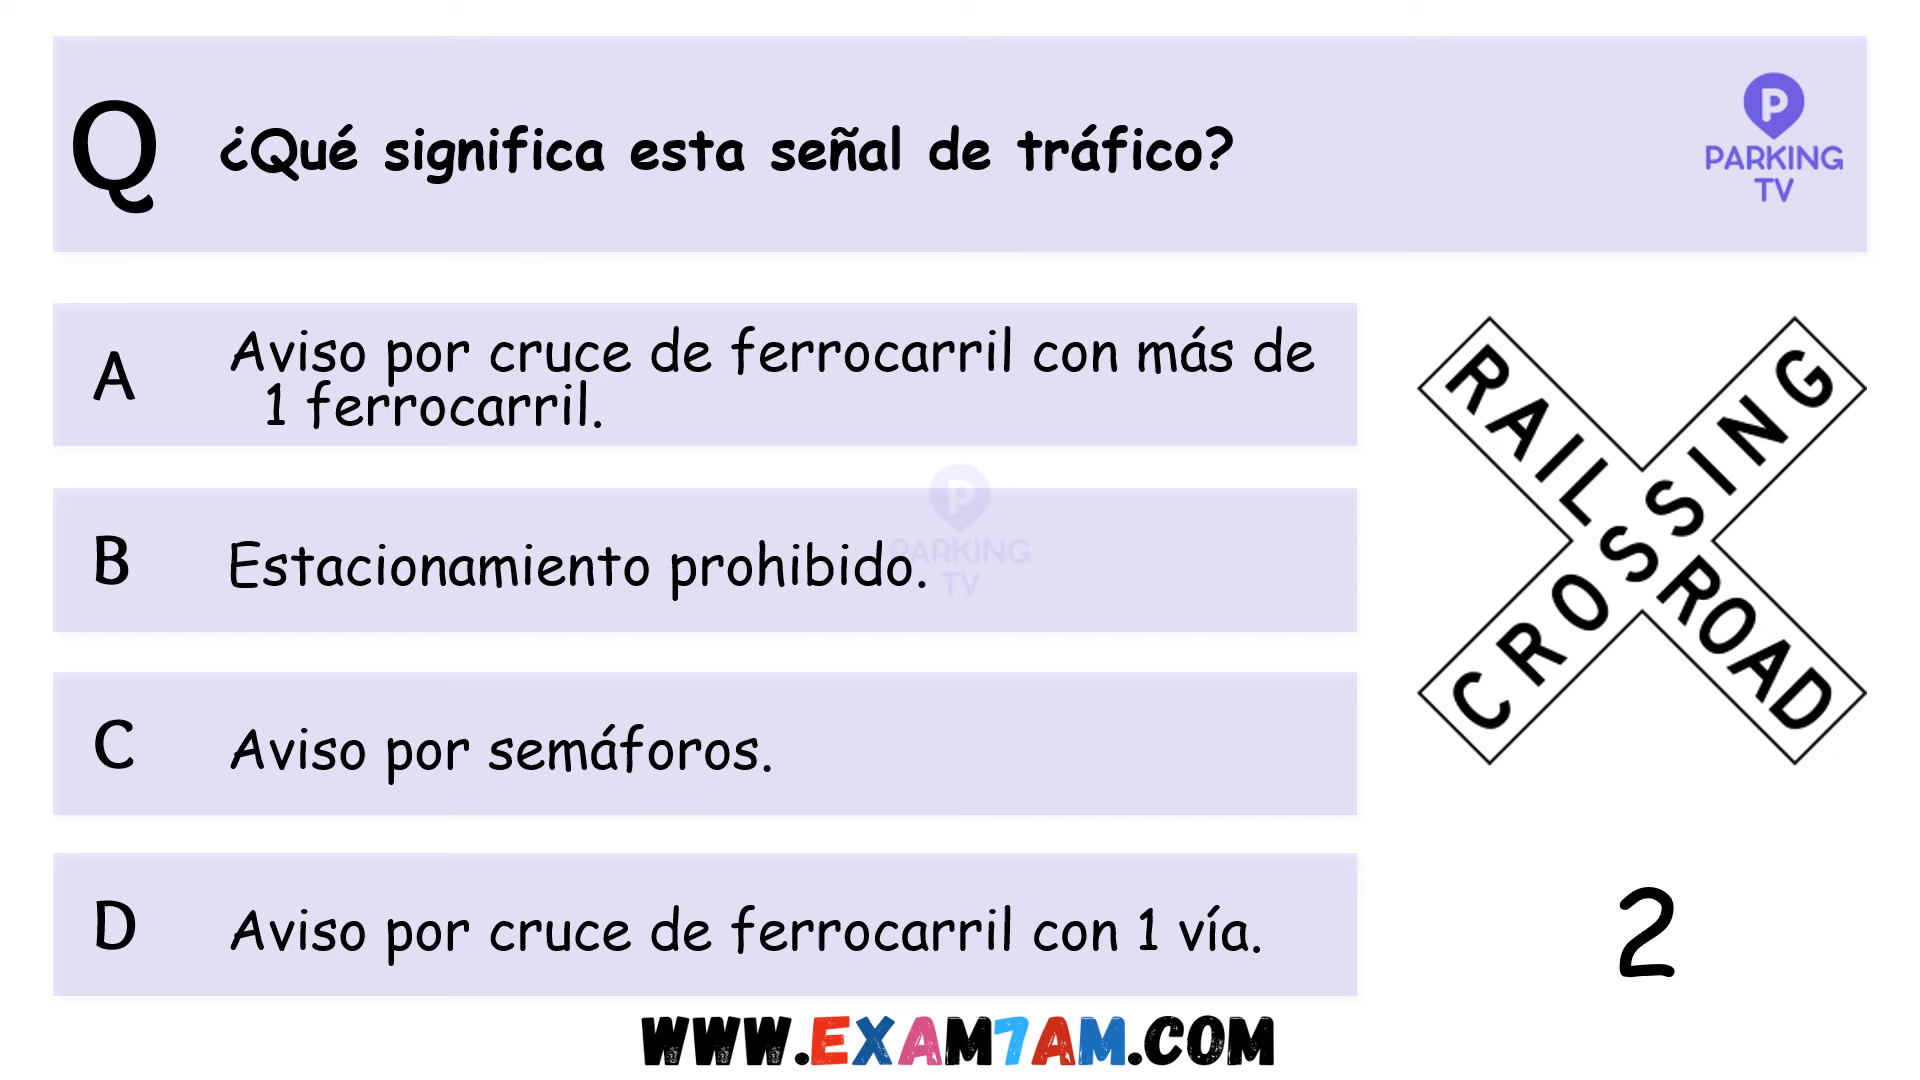 Q ¿Qué significa esta señal de tráfico?
P
PARKING
TV
A Aviso por cruce de ferrocarril con más de
1 ferrocarril.
B Estacionamiento prohibido.
C Aviso por semáforos.
D Aviso por cruce de ferrocarril con 1 vía.
P
PARKING
TV
RAILROAD
CROSSING
2
WWW.EXAM7AM.COM